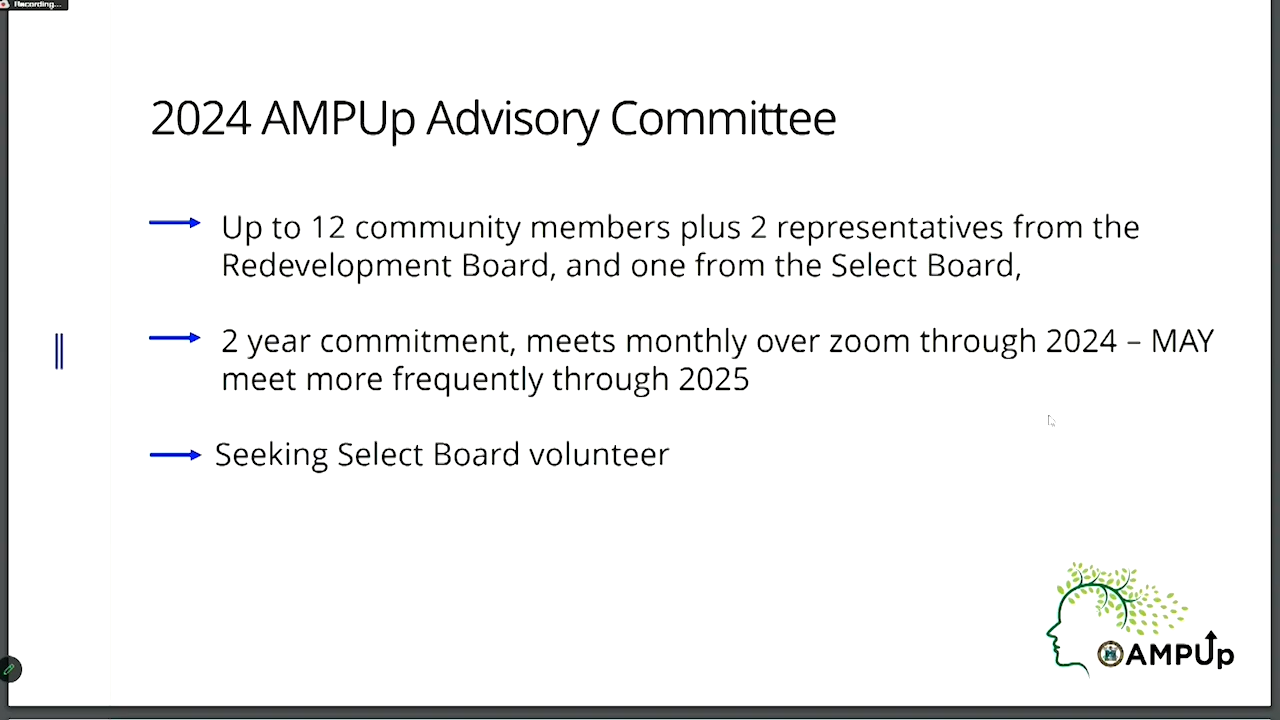 Recording...
2024 AMPUp Advisory Committee
Up to 12 community members plus 2 representatives from the
Redevelopment Board, and one from the Select Board,
2 year commitment, meets monthly over zoom through 2024 – MAY
meet more frequently through 2025
Seeking Select Board volunteer
AMPUp